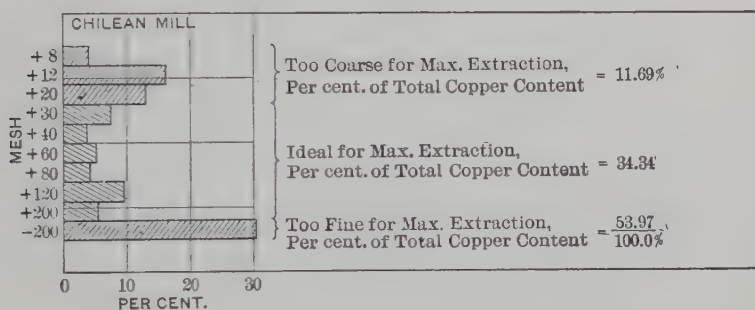 CHILEAN MILL
MESH
+ 8
+ 12
+20
+30
+ 40
+ 60
+ 80
+120
+200
-200
Too Coarse for Max. Extraction,
Per cent. of Total Copper Content = 11.69%
Ideal for Max. Extraction,
Per cent. of Total Copper Content = 34.34
Too Fine for Max. Extraction,
Per cent. of Total Copper Content = 53.97
100.0%
0 10 20 30
PER CENT.